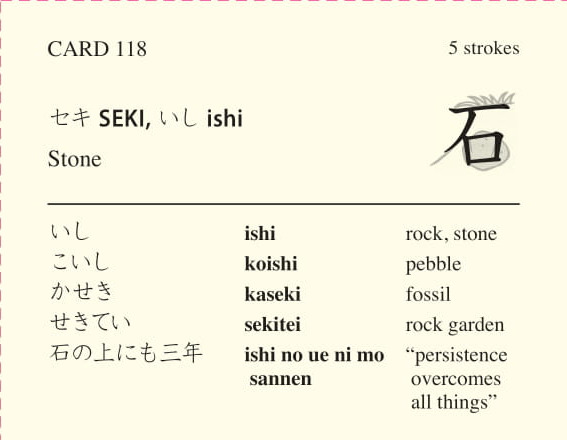 CARD 118 5 strokes
セキ SEKI, いし ishi
石
Stone
いし ishi rock, stone
こいし koishi pebble
かせき kaseki fossil
せきてい sekitei rock garden
石の上にも三年 ishi no ue ni mo “persistence
sannen overcomes
all things”